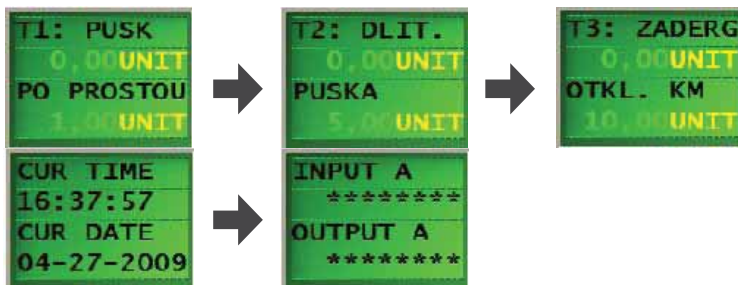 T1: PUSK
0,00UNIT
PO PROSTOU
1,00UNIT
T2: DLIT.
0,00UNIT
PUSKA
5,00UNIT
T3: ZADERG
0,00UNIT
OTKL. KM
10,00UNIT
CUR TIME
16:37:57
CUR DATE
04-27-2009
INPUT A
********
OUTPUT A
********